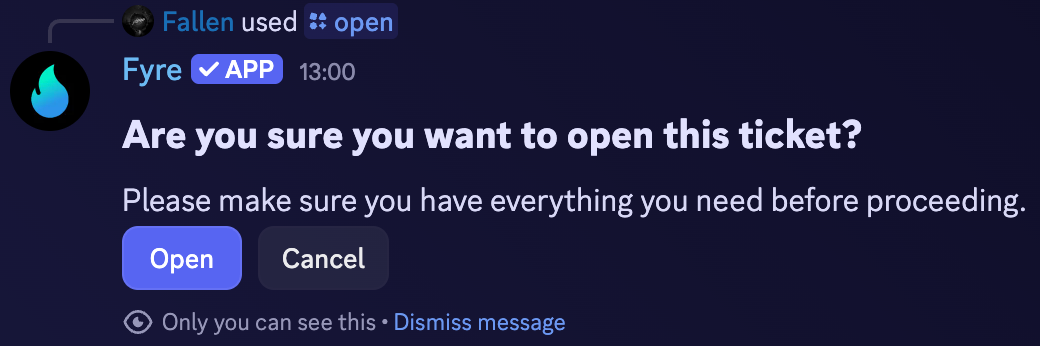 Fallen used open
Fyre APP 13:00
Are you sure you want to open this ticket?
Please make sure you have everything you need before proceeding.
Open Cancel
Only you can see this • Dismiss message